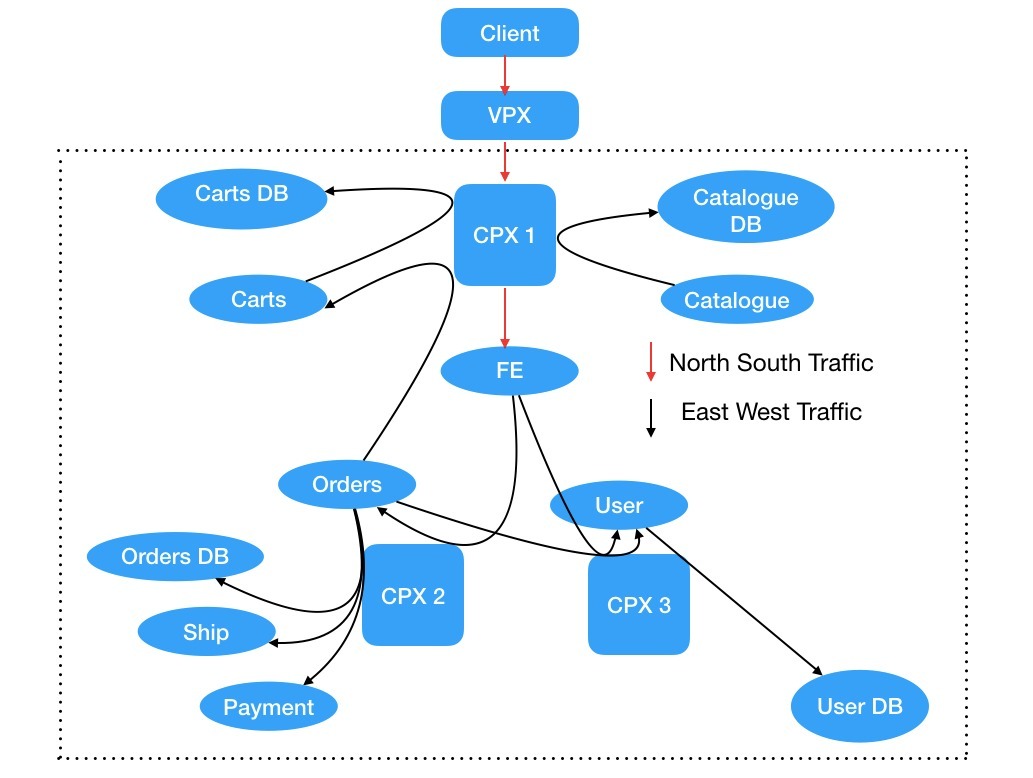 Client
VPX
Carts DB
CPX 1
Catalogue
DB
Carts
Catalogue
FE
North South Traffic
East West Traffic
Orders
User
Orders DB
CPX 2
CPX 3
Ship
Payment
User DB